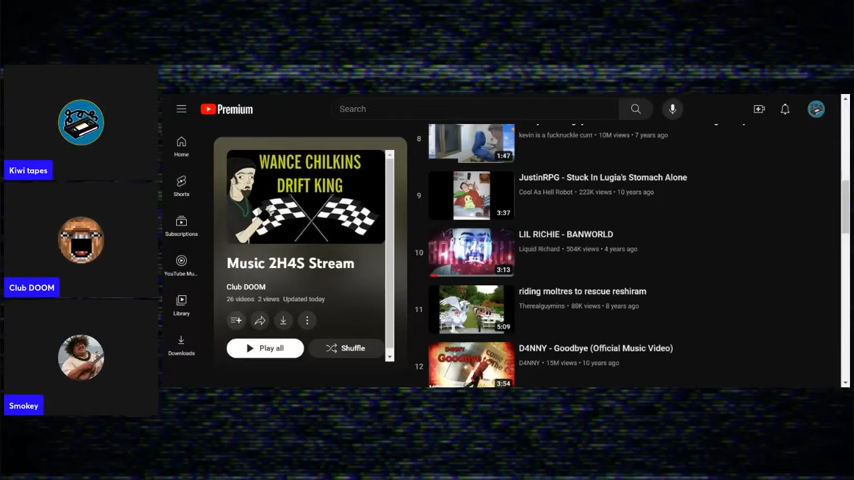 Kiwi tapes
Club DOOM
Smokey
Premium
Search
Home
Shorts
Subscriptions
YouTube Mu...
Library
Downloads
WANCE CHILKINS
DRIFT KING
Music 2H4S Stream
Club DOOM
26 videos 2 views Updated today
Play all
Shuffle
8
1:47
kevin is a fucknuckle curr • 10M views • 7 years ago
9
3:37
JustinRPG - Stuck In Lugia's Stomach Alone
Cool As Hell Robot • 222K views • 10 years ago
10
3:13
LIL RICHIE - BANWORLD
Liquid Richard • 504K views • 4 years ago
11
5:09
riding moltres to rescue reshiram
Therealguymins • 88K views • 8 years ago
12
D4NNY
Goodbye
3:54
D4NNY - Goodbye (Official Music Video)
D4NNY • 15M views • 10 years ago